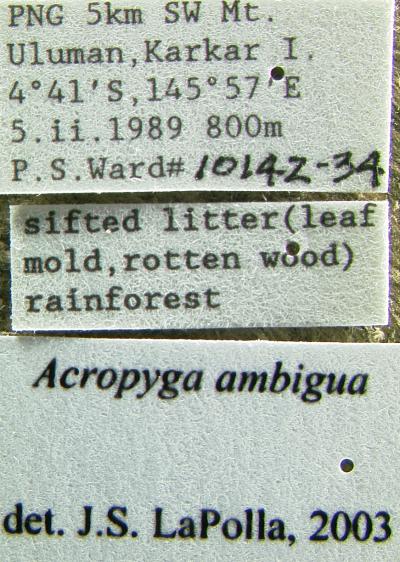 PNG 5km SW Mt.
Uluman,Karkar I.
4°41'S,145°57'E
5.ii.1989 800m
P.S.Ward# 10142-34
sifted litter(leaf
mold,rotten wood)
rainforest
Acropyga ambigua
det. J.S. LaPolla, 2003